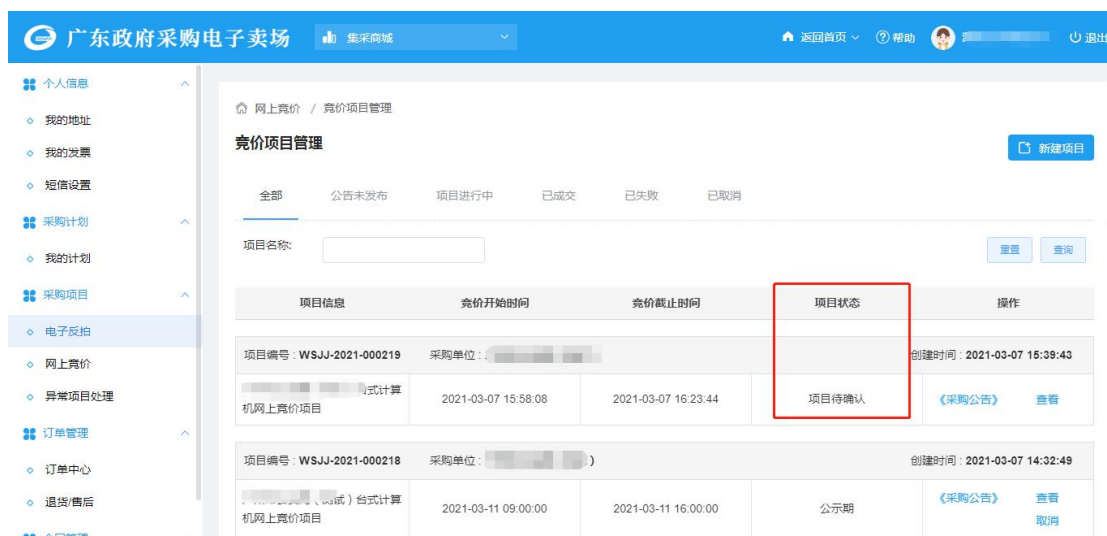 广东政府采购电子卖场
集采商城
返回首页
帮助
退出
个人信息
我的地址
我的发票
短信设置
采购计划
我的计划
采购项目
电子反拍
网上竞价
异常项目处理
订单管理
订单中心
退货/售后
网上竞价 / 竞价项目管理
竞价项目管理
新建项目
全部 公告未发布 项目进行中 已成交 已失败 已取消
项目名称:
重置 查询
项目信息 竞价开始时间 竞价截止时间 项目状态 操作
项目编号 : WSJJ-2021-000219 采购单位 : 创建时间 : 2021-03-07 15:39:43
式计算
机网上竞价项目
2021-03-07 15:58:08 2021-03-07 16:23:44 项目待确认 《采购公告》 查看
项目编号 : WSJJ-2021-000218 采购单位 : ) 创建时间 : 2021-03-07 14:32:49
试 ) 台式计算
机网上竞价项目
2021-03-11 09:00:00 2021-03-11 16:00:00 公示期 《采购公告》 查看
取消